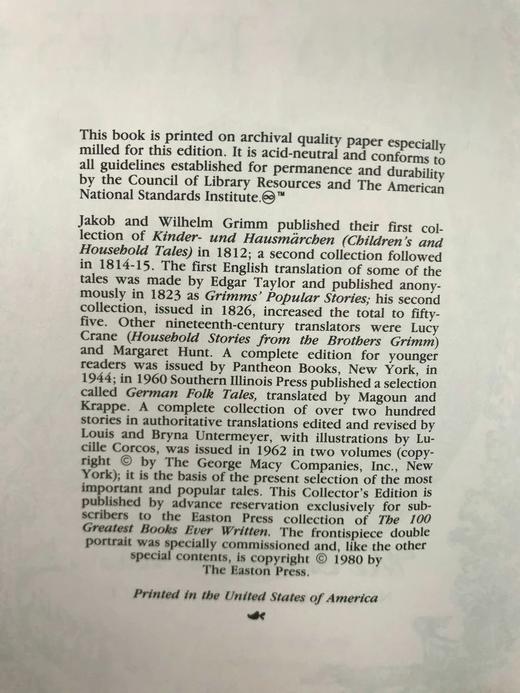 This book is printed on archival quality paper especially
milled for this edition. It is acid-neutral and conforms to
all guidelines established for permanence and durability
by the Council of Library Resources and The American
National Standards Institute.♾™
Jakob and Wilhelm Grimm published their first col-
lection of Kinder- und Hausmärchen (Children's and
Household Tales) in 1812; a second collection followed
in 1814-15. The first English translation of some of the
tales was made by Edgar Taylor and published anony-
mously in 1823 as Grimms' Popular Stories; his second
collection, issued in 1826, increased the total to fifty-
five. Other nineteenth-century translators were Lucy
Crane (Household Stories from the Brothers Grimm)
and Margaret Hunt. A complete edition for younger
readers was issued by Pantheon Books, New York, in
1944; in 1960 Southern Illinois Press published a selection
called German Folk Tales, translated by Magoun and
Krappe. A complete collection of over two hundred
stories in authoritative translations edited and revised by
Louis and Bryna Untermeyer, with illustrations by Lu-
cille Corcos, was issued in 1962 in two volumes (copy-
right © by The George Macy Companies, Inc., New
York); it is the basis of the present selection of the most
important and popular tales. This Collector's Edition is
published by advance reservation exclusively for sub-
scribers to the Easton Press collection of The 100
Greatest Books Ever Written. The frontispiece double
portrait was specially commissioned and, like the other
special contents, is copyright © 1980 by
The Easton Press.
Printed in the United States of America